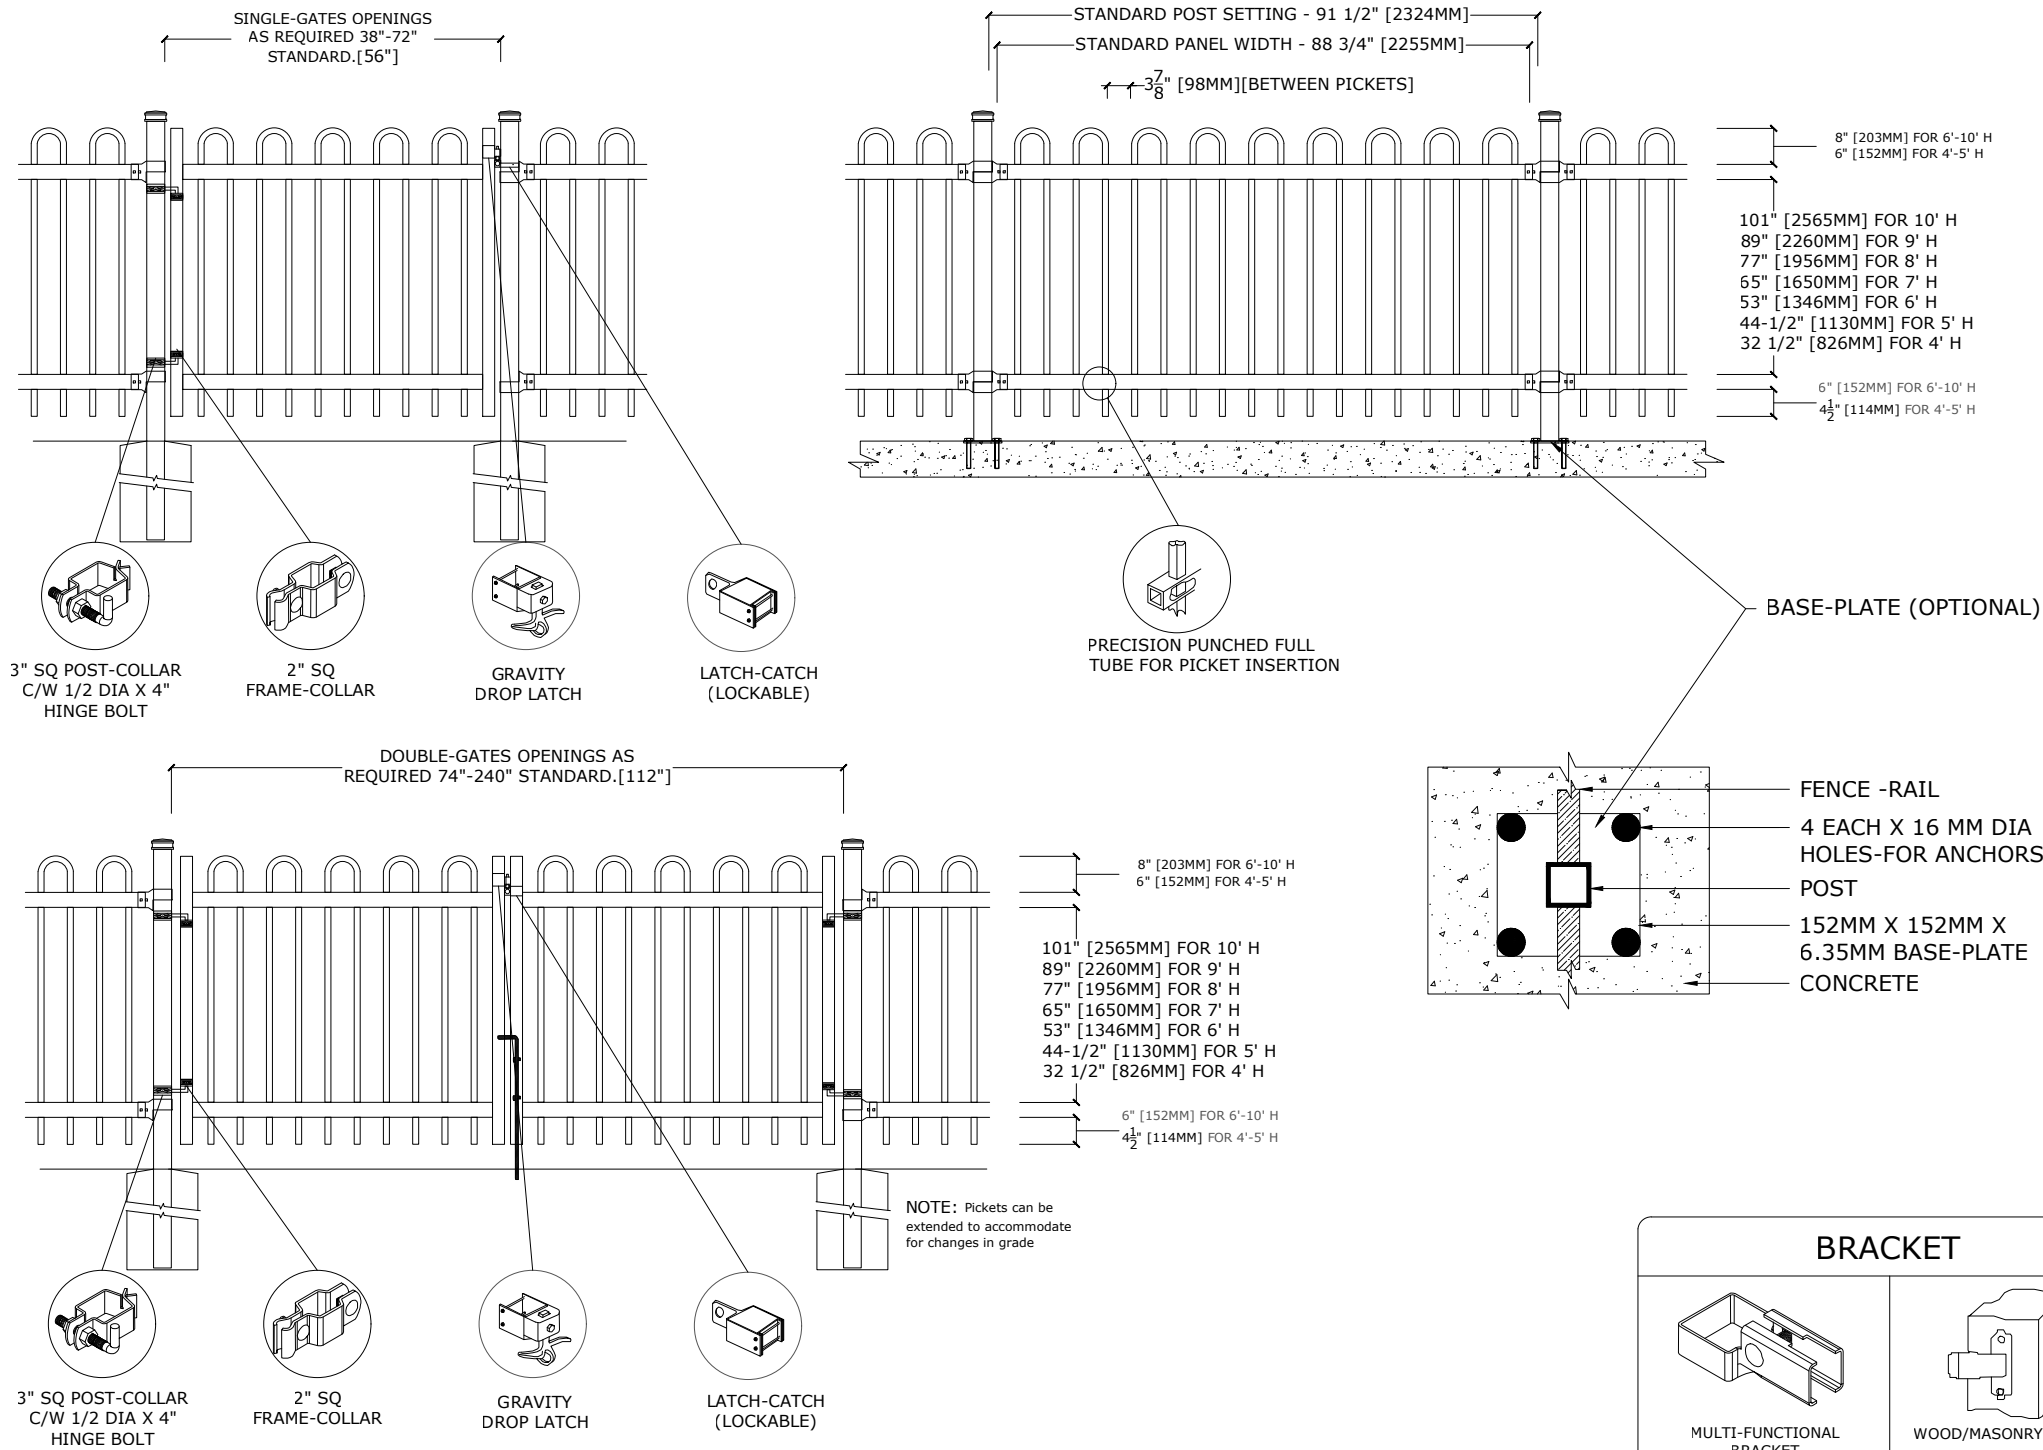 SINGLE-GATES OPENINGS
AS REQUIRED 38"-72"
STANDARD.[56"]
STANDARD POST SETTING - 91 1/2" [2324MM]
STANDARD PANEL WIDTH - 88 3/4" [2255MM]
3 7/8" [98MM][BETWEEN PICKETS]
8" [203MM] FOR 6'-10' H
6" [152MM] FOR 4'-5' H
101" [2565MM] FOR 10' H
89" [2260MM] FOR 9' H
77" [1956MM] FOR 8' H
65" [1650MM] FOR 7' H
53" [1346MM] FOR 6' H
44-1/2" [1130MM] FOR 5' H
32 1/2" [826MM] FOR 4' H
6" [152MM] FOR 6'-10' H
4 1/2" [114MM] FOR 4'-5' H
3" SQ POST-COLLAR
C/W 1/2 DIA X 4"
HINGE BOLT
2" SQ
FRAME-COLLAR
GRAVITY
DROP LATCH
LATCH-CATCH
(LOCKABLE)
PRECISION PUNCHED FULL
TUBE FOR PICKET INSERTION
BASE-PLATE (OPTIONAL)
FENCE -RAIL
4 EACH X 16 MM DIA
HOLES-FOR ANCHORS
POST
152MM X 152MM X
6.35MM BASE-PLATE
CONCRETE
DOUBLE-GATES OPENINGS AS
REQUIRED 74"-240" STANDARD.[112"]
8" [203MM] FOR 6'-10' H
6" [152MM] FOR 4'-5' H
101" [2565MM] FOR 10' H
89" [2260MM] FOR 9' H
77" [1956MM] FOR 8' H
65" [1650MM] FOR 7' H
53" [1346MM] FOR 6' H
44-1/2" [1130MM] FOR 5' H
32 1/2" [826MM] FOR 4' H
6" [152MM] FOR 6'-10' H
4 1/2" [114MM] FOR 4'-5' H
NOTE: Pickets can be
extended to accommodate
for changes in grade
3" SQ POST-COLLAR
C/W 1/2 DIA X 4"
HINGE BOLT
2" SQ
FRAME-COLLAR
GRAVITY
DROP LATCH
LATCH-CATCH
(LOCKABLE)
BRACKET
MULTI-FUNCTIONAL
BRACKET
WOOD/MASONRY